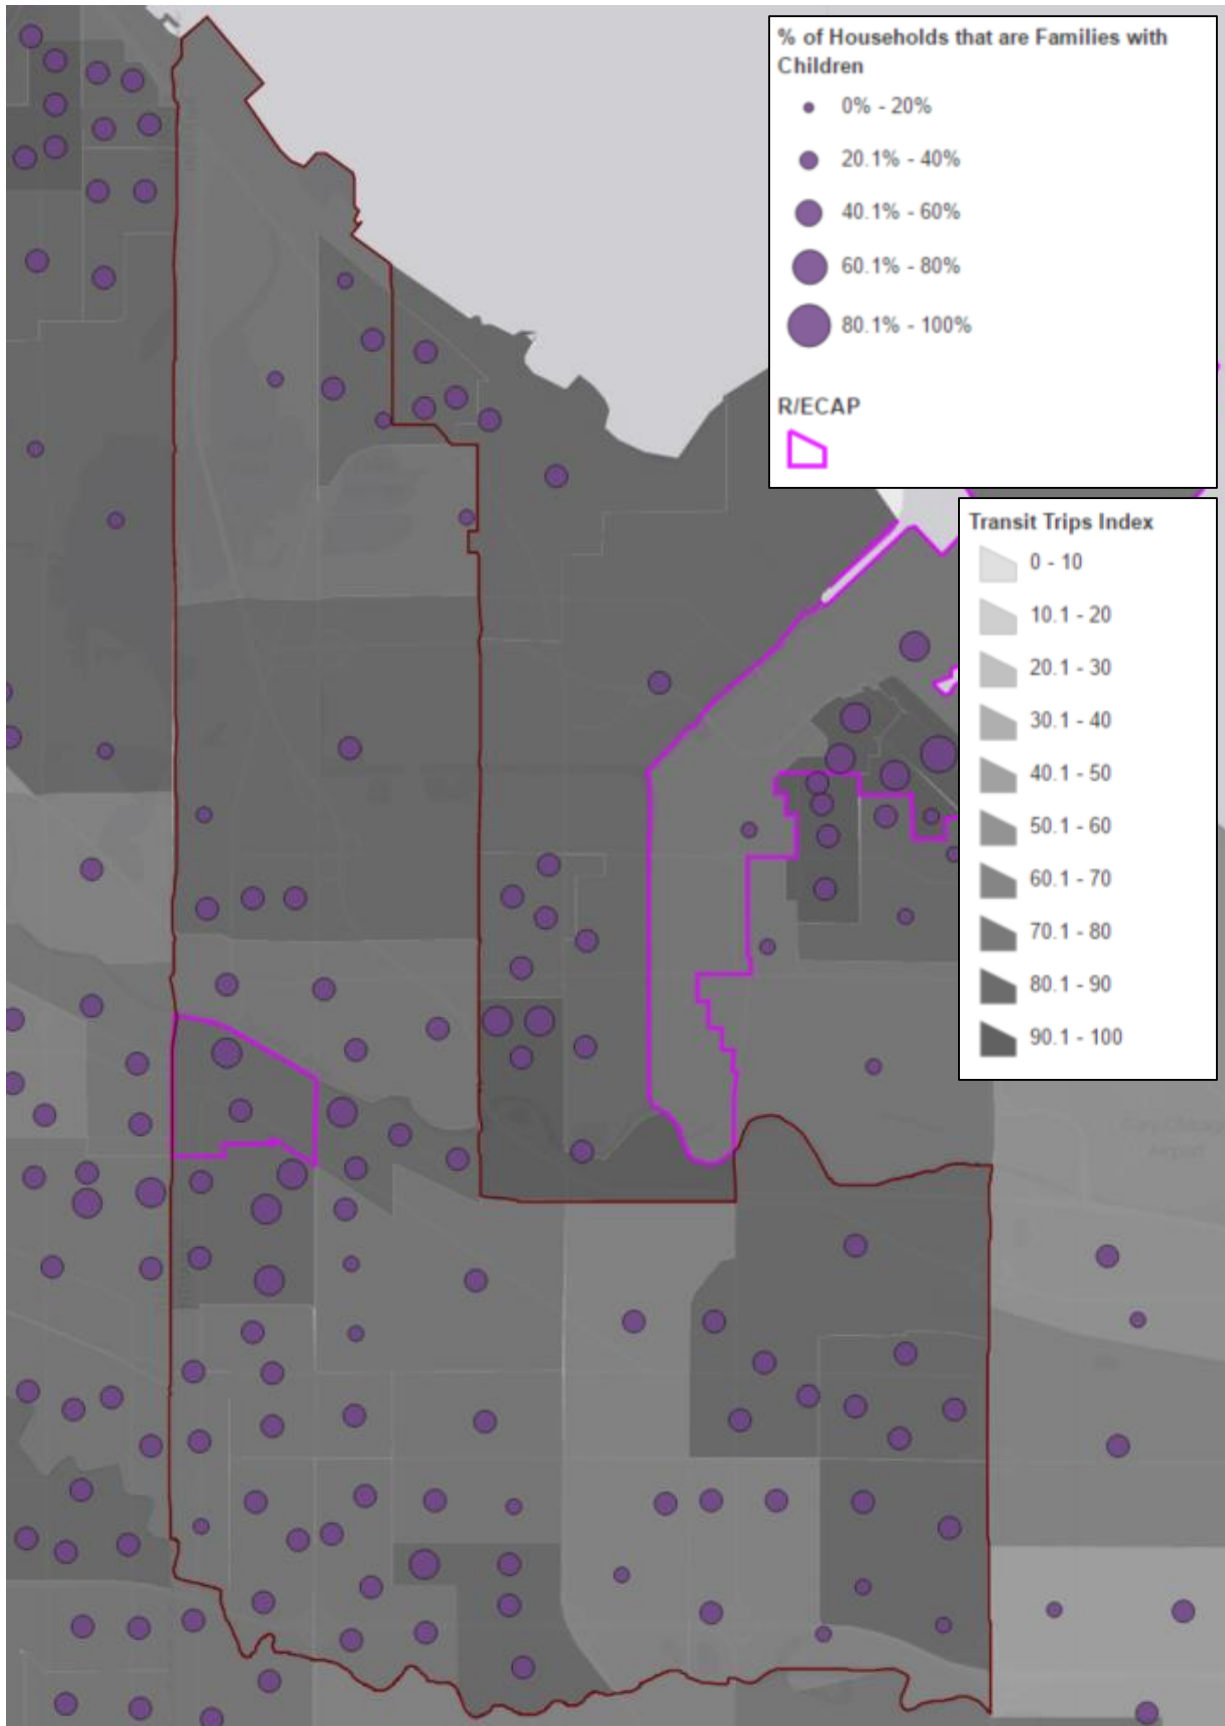 % of Households that are Families with
Children
0% - 20%
20.1% - 40%
40.1% - 60%
60.1% - 80%
80.1% - 100%
R/ECAP
Transit Trips Index
0 - 10
10.1 - 20
20.1 - 30
30.1 - 40
40.1 - 50
50.1 - 60
60.1 - 70
70.1 - 80
80.1 - 90
90.1 - 100
Airport